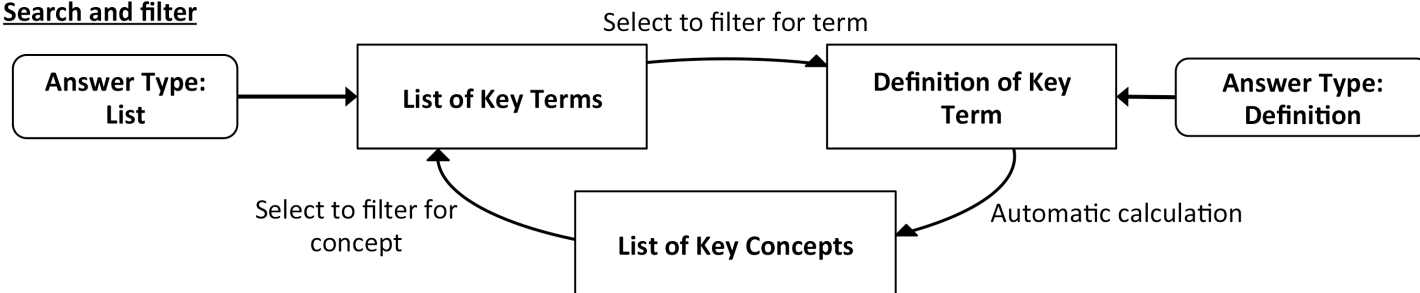 Search and filter
Select to filter for term
Answer Type:
List
List of Key Terms
Definition of Key
Term
Answer Type:
Definition
Select to filter for
concept
Automatic calculation
List of Key Concepts